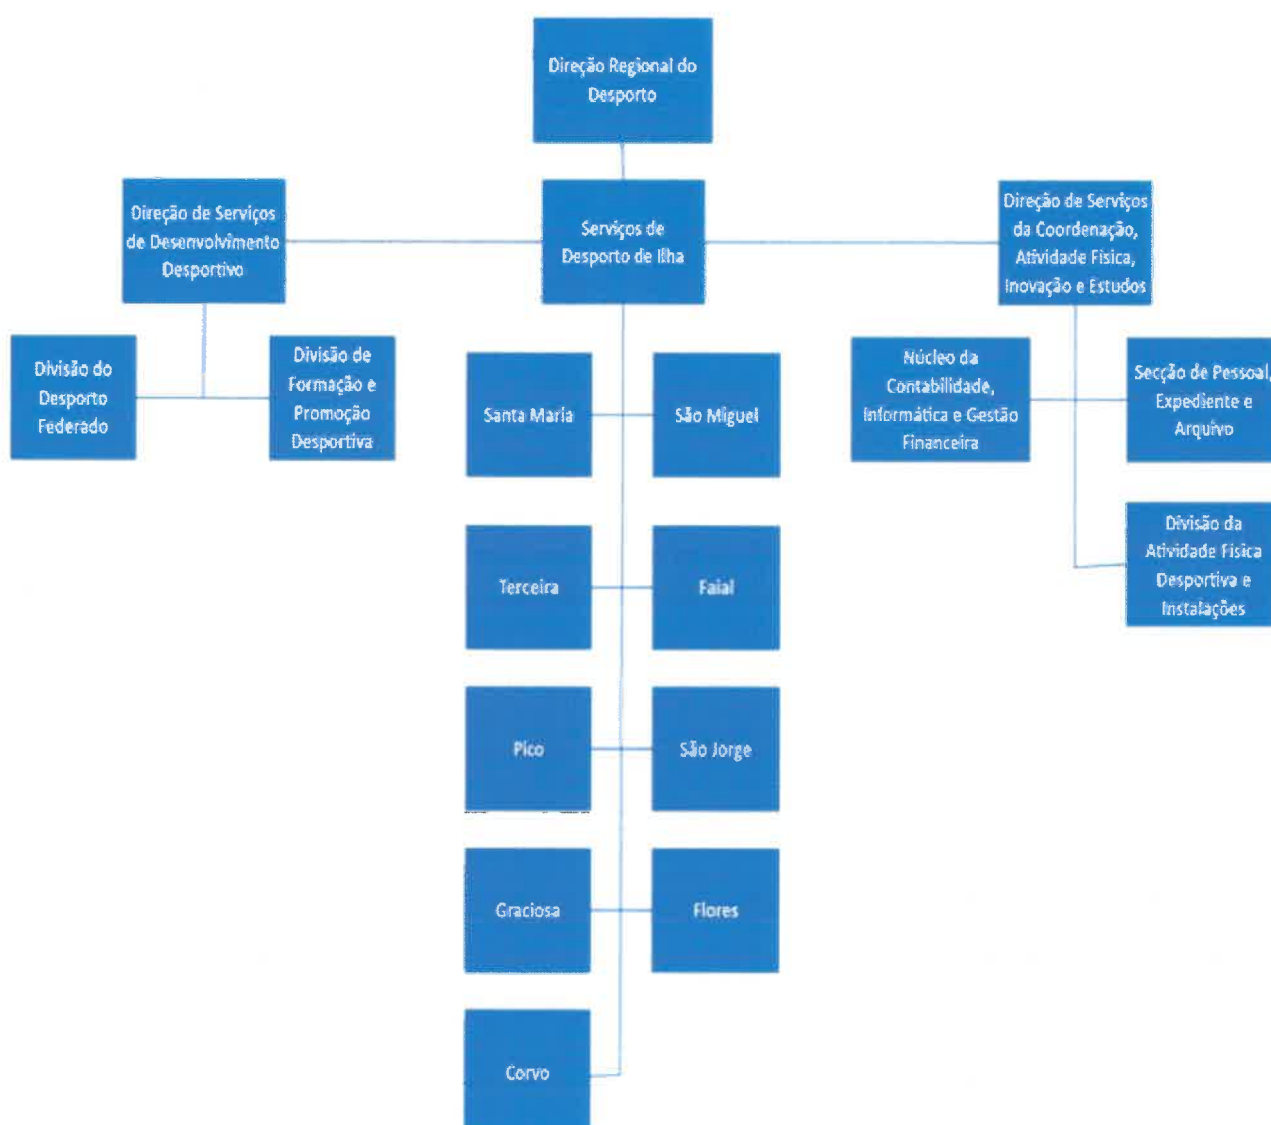 Direção Regional do
Desporto
Direção de Serviços
de Desenvolvimento
Desportivo
Serviços de
Desporto de Ilha
Direção de Serviços
da Coordenação,
Atividade Física,
Inovação e Estudos
Divisão do
Desporto
Federado
Divisão de
Formação e
Promoção
Desportiva
Santa Maria
São Miguel
Núcleo da
Contabilidade,
Informática e Gestão
Financeira
Secção de Pessoal,
Expediente e
Arquivo
Terceira
Faial
Divisão da
Atividade Física
Desportiva e
Instalações
Pico
São Jorge
Graciosa
Flores
Corvo